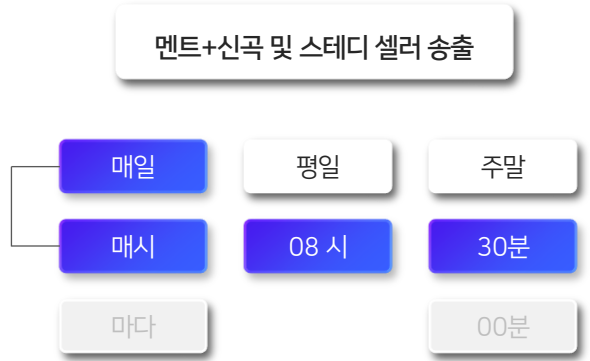 멘트+신곡 및 스테디 셀러 송출
매일 평일 주말
매시 08 시 30분
마다 00분